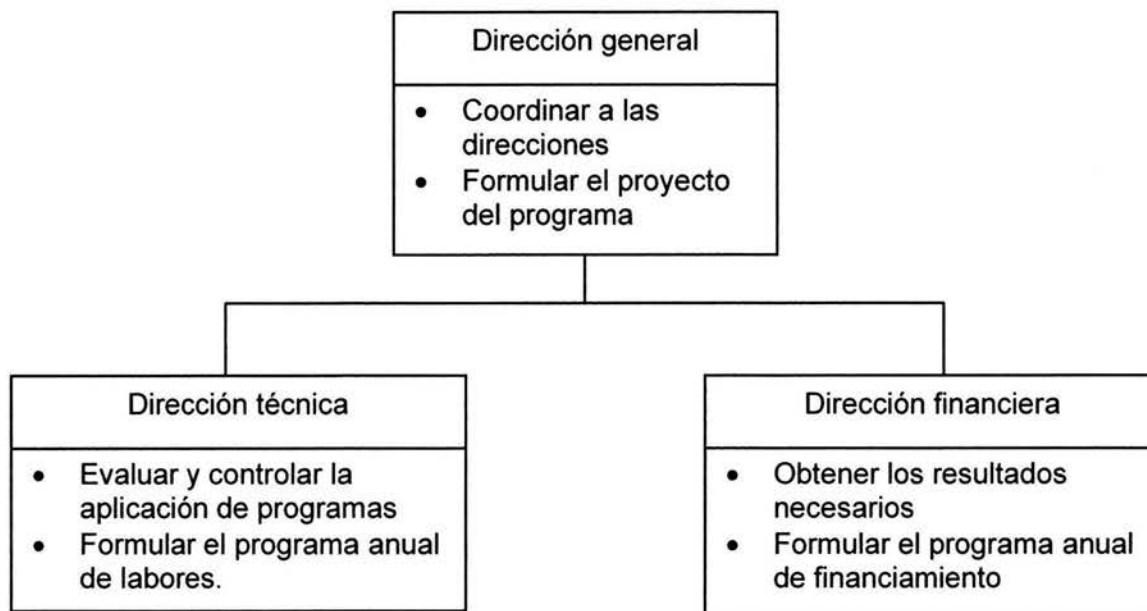 Dirección general
• Coordinar a las
direcciones
• Formular el proyecto
del programa
Dirección técnica
• Evaluar y controlar la
aplicación de programas
• Formular el programa anual
de labores.
Dirección financiera
• Obtener los resultados
necesarios
• Formular el programa anual
de financiamiento